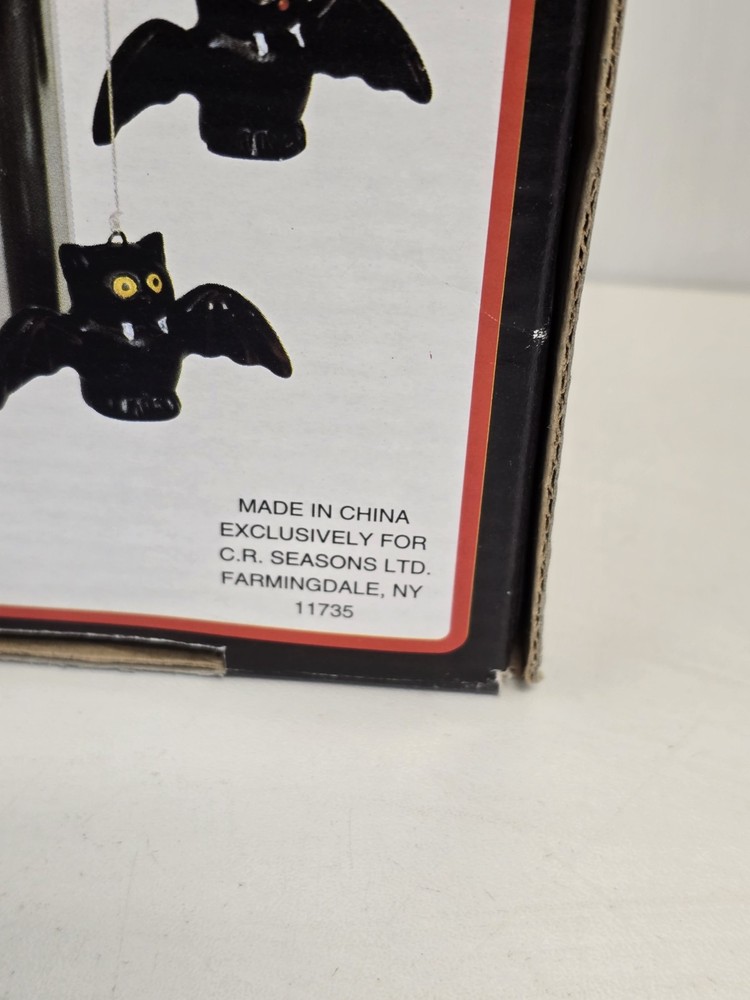 MADE IN CHINA
EXCLUSIVELY FOR
C.R. SEASONS LTD.
FARMINGDALE, NY
11735